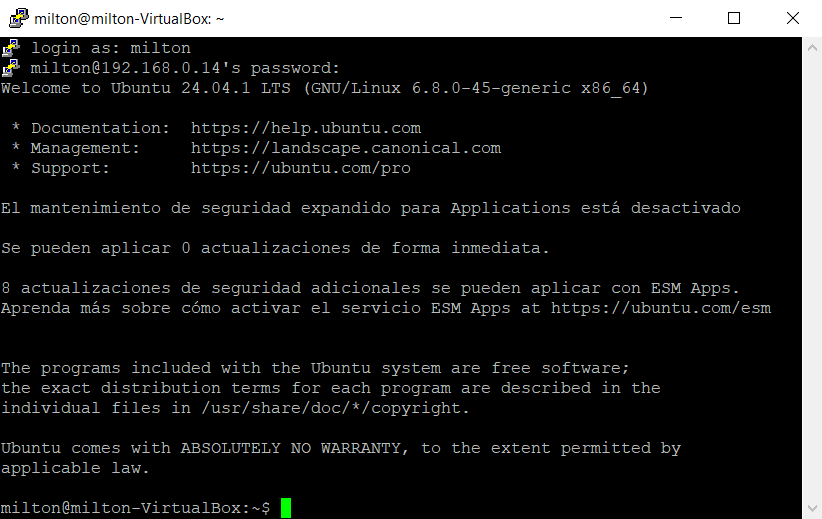 milton@milton-VirtualBox: ~
login as: milton
milton@192.168.0.14's password:
Welcome to Ubuntu 24.04.1 LTS (GNU/Linux 6.8.0-45-generic x86_64)
* Documentation:  https://help.ubuntu.com
* Management:     https://landscape.canonical.com
* Support:        https://ubuntu.com/pro
El mantenimiento de seguridad expandido para Applications está desactivado
Se pueden aplicar 0 actualizaciones de forma inmediata.
8 actualizaciones de seguridad adicionales se pueden aplicar con ESM Apps.
Aprenda más sobre cómo activar el servicio ESM Apps at https://ubuntu.com/esm
The programs included with the Ubuntu system are free software;
the exact distribution terms for each program are described in the
individual files in /usr/share/doc/*/copyright.
Ubuntu comes with ABSOLUTELY NO WARRANTY, to the extent permitted by
applicable law.
milton@milton-VirtualBox:~$